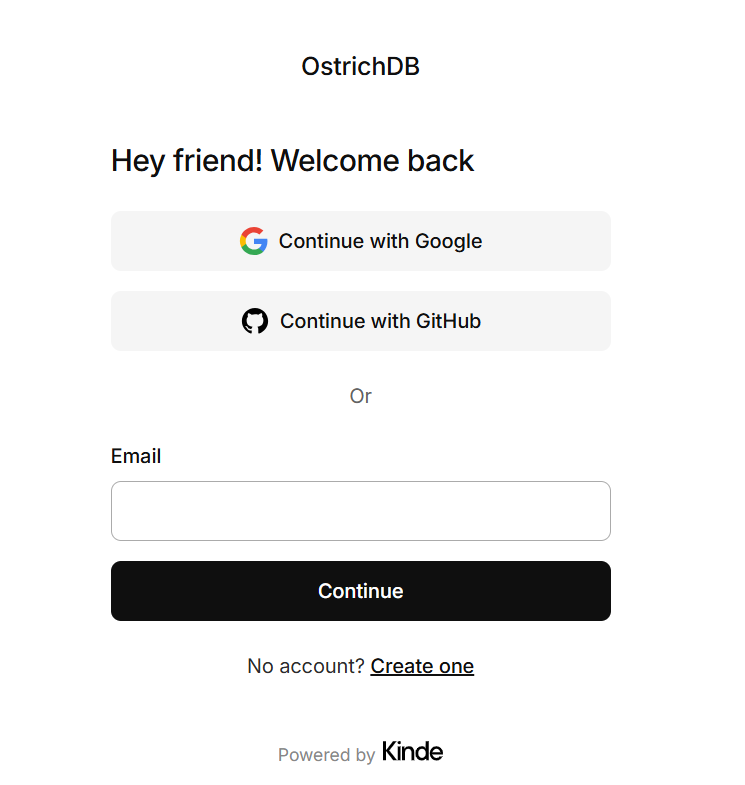 OstrichDB
Hey friend! Welcome back
Continue with Google
Continue with GitHub
Or
Email
Continue
No account? Create one
Powered by Kinde